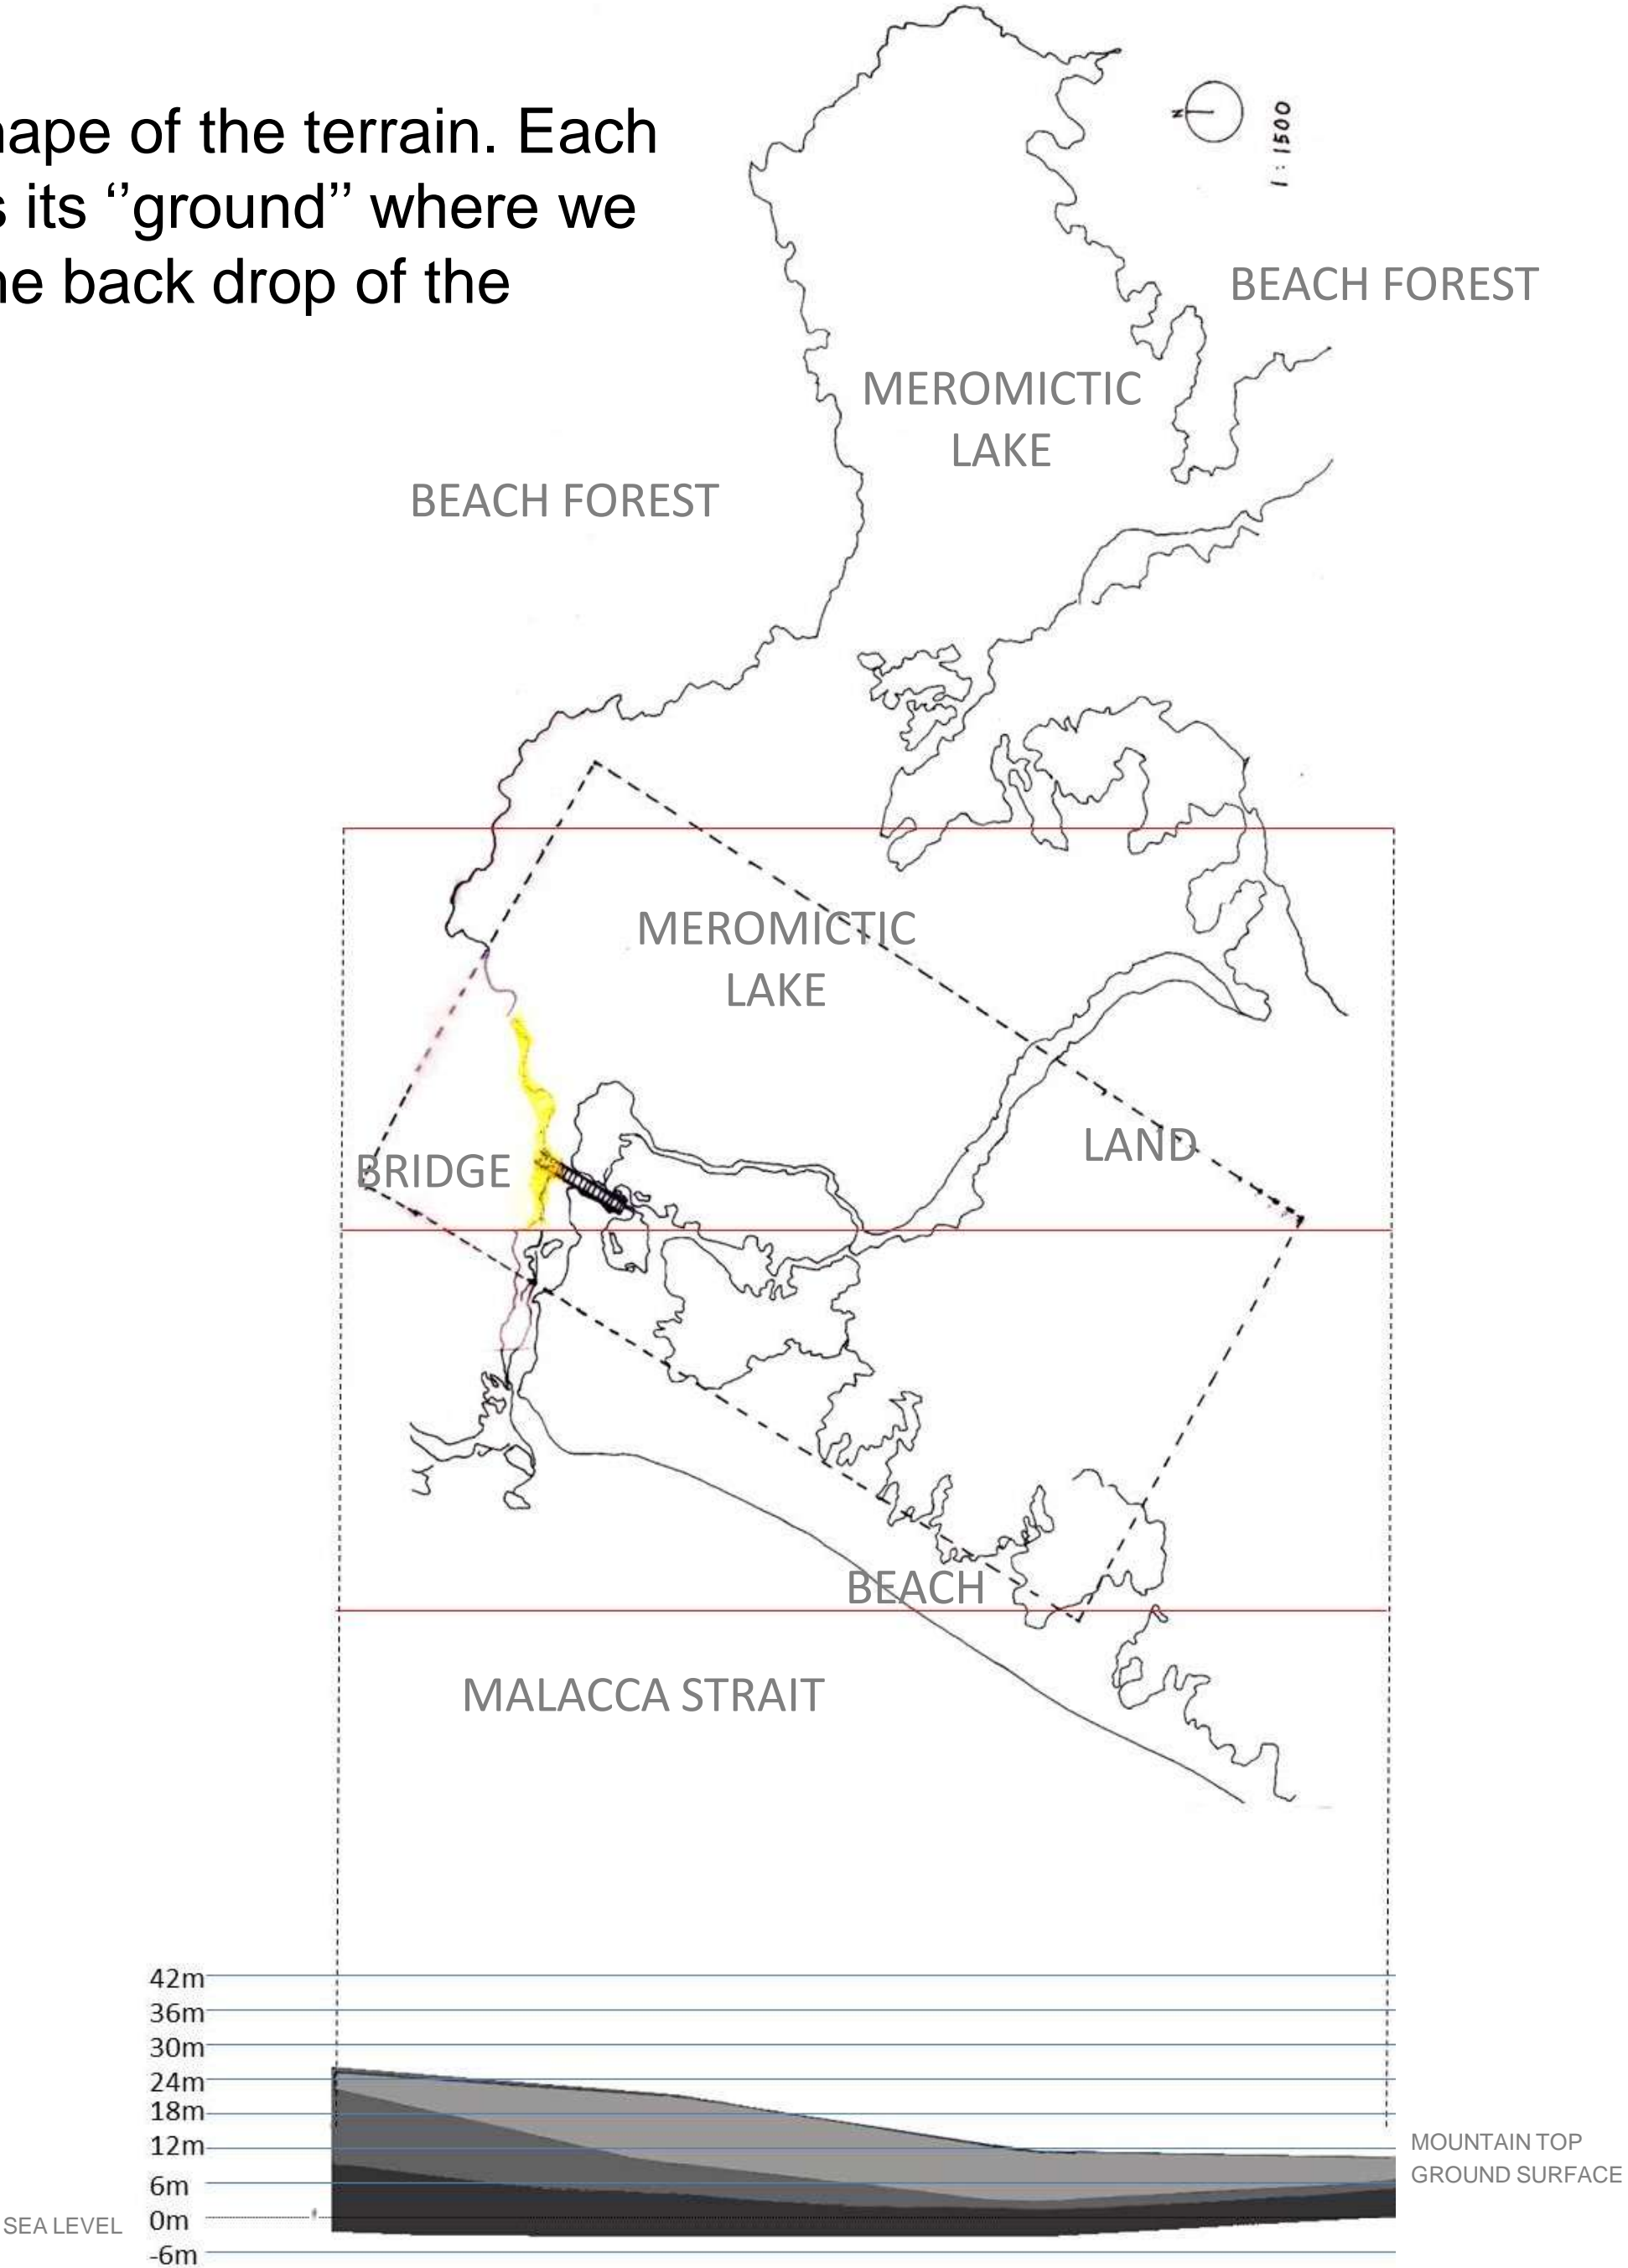 hape of the terrain. Each
s its ‘’ground’’ where we
he back drop of the
N
1:1500
BEACH FOREST
MEROMICTIC
LAKE
BEACH FOREST
MEROMICTIC
LAKE
LAND
BRIDGE
BEACH
MALACCA STRAIT
42m
36m
30m
24m
18m
12m
6m
0m
-6m
SEA LEVEL
MOUNTAIN TOP
GROUND SURFACE